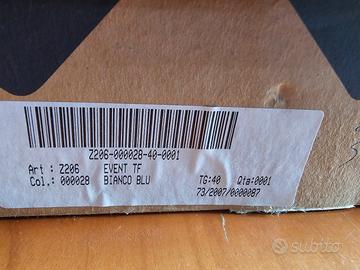 Z206-000028-40-0001
Art : Z206 EVENT TF
Col.: 000028 BIANCO BLU TG:40 Qta:0001
73/2007/0000087
subito